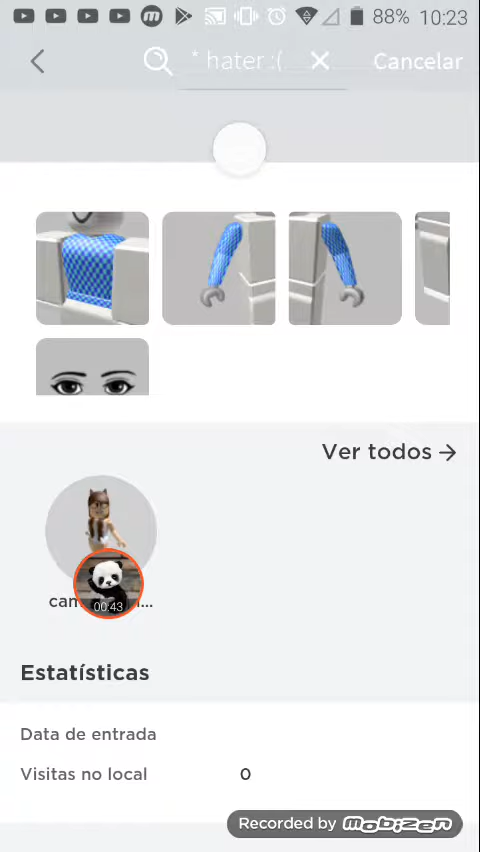 88% 10:23
* hater :( Cancelar
Ver todos →
00:43
Estatísticas
Data de entrada
Visitas no local 0
Recorded by MOBIZEN